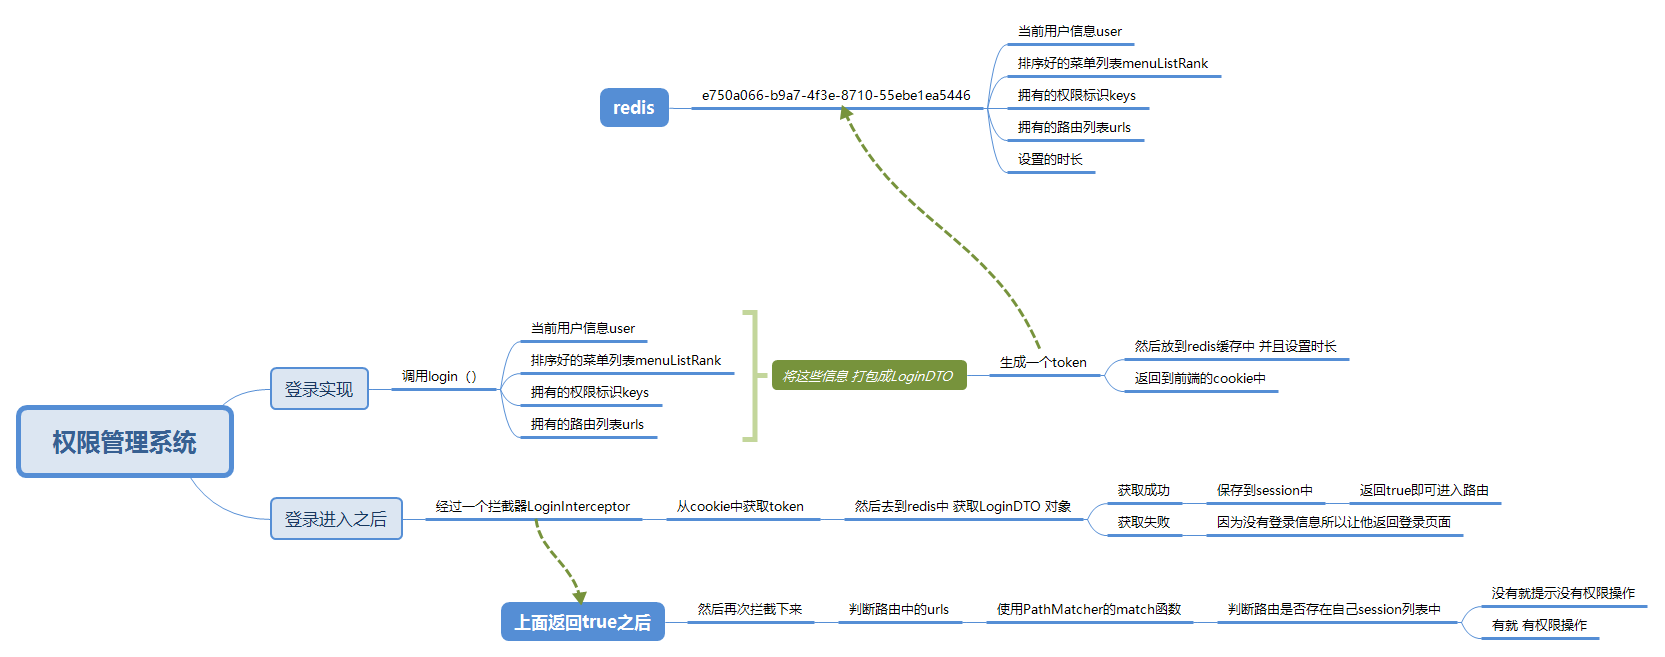 redis
e750a066-b9a7-4f3e-8710-55ebe1ea5446
当前用户信息user
排序好的菜单列表menuListRank
拥有的权限标识keys
拥有的路由列表urls
设置的时长
权限管理系统
登录实现
调用login（）
当前用户信息user
排序好的菜单列表menuListRank
拥有的权限标识keys
拥有的路由列表urls
将这些信息 打包成LoginDTO
生成一个token
然后放到redis缓存中 并且设置时长
返回到前端的cookie中
登录进入之后
经过一个拦截器LoginInterceptor
从cookie中获取token
然后去到redis中 获取LoginDTO 对象
获取成功
保存到session中
返回true即可进入路由
获取失败
因为没有登录信息所以让他返回登录页面
上面返回true之后
然后再次拦截下来
判断路由中的urls
使用PathMatcher的match函数
判断路由是否存在自己session列表中
没有就提示没有权限操作
有就 有权限操作